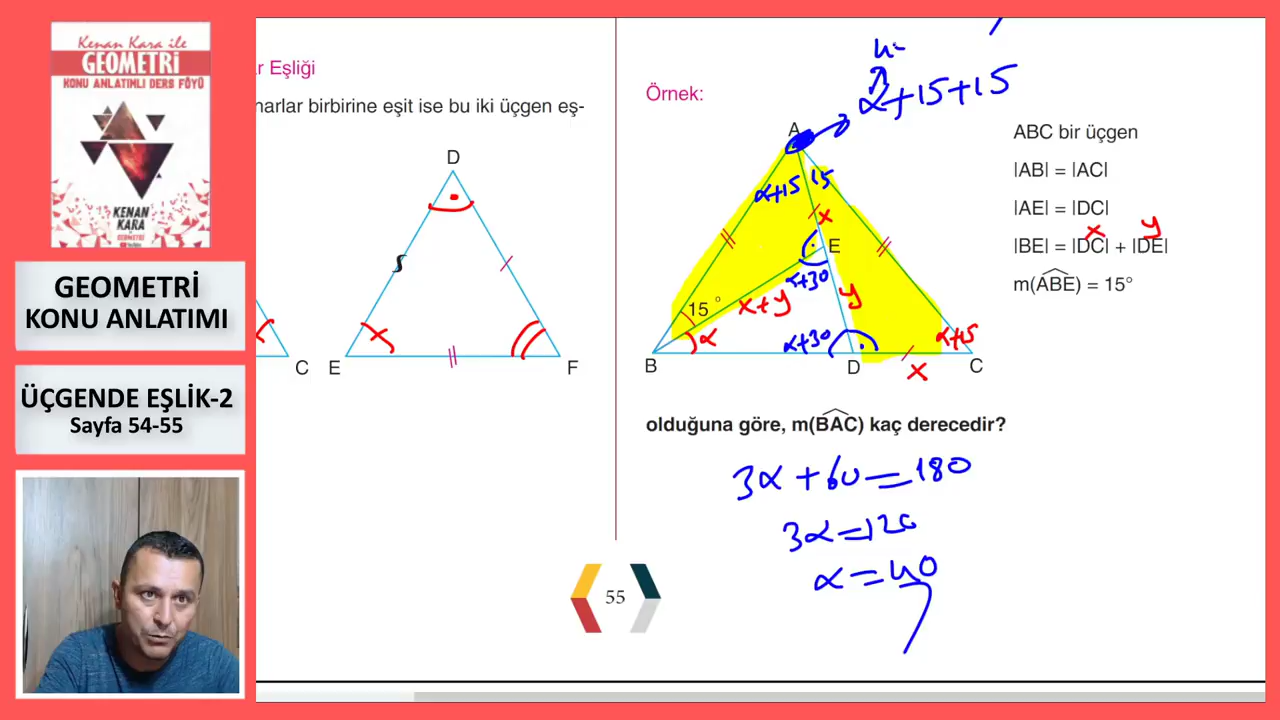 Kenan Kara ile
GEOMETRİ
KONU ANLATIMLI DERS FÖYÜ
KENAN
KARA
GEOMETRİ
KONU ANLATIMI
ÜÇGENDE EŞLİK-2
Sayfa 54-55
ar Eşliği
narlar birbirine eşit ise bu iki üçgen eş-
D
E
F
C
Örnek:
α+15+15
A
α+15
15
x
E
α+30
15°
x+y
y
α
α+30
α+15
B
D
C
x
ABC bir üçgen
|AB| = |AC|
|AE| = |DC|
x
y
|BE| = |DC| + |DE|
m(ABE) = 15°
olduğuna göre, m(BAC) kaç derecedir?
3α + 60 = 180
3α = 120
α = 40
55